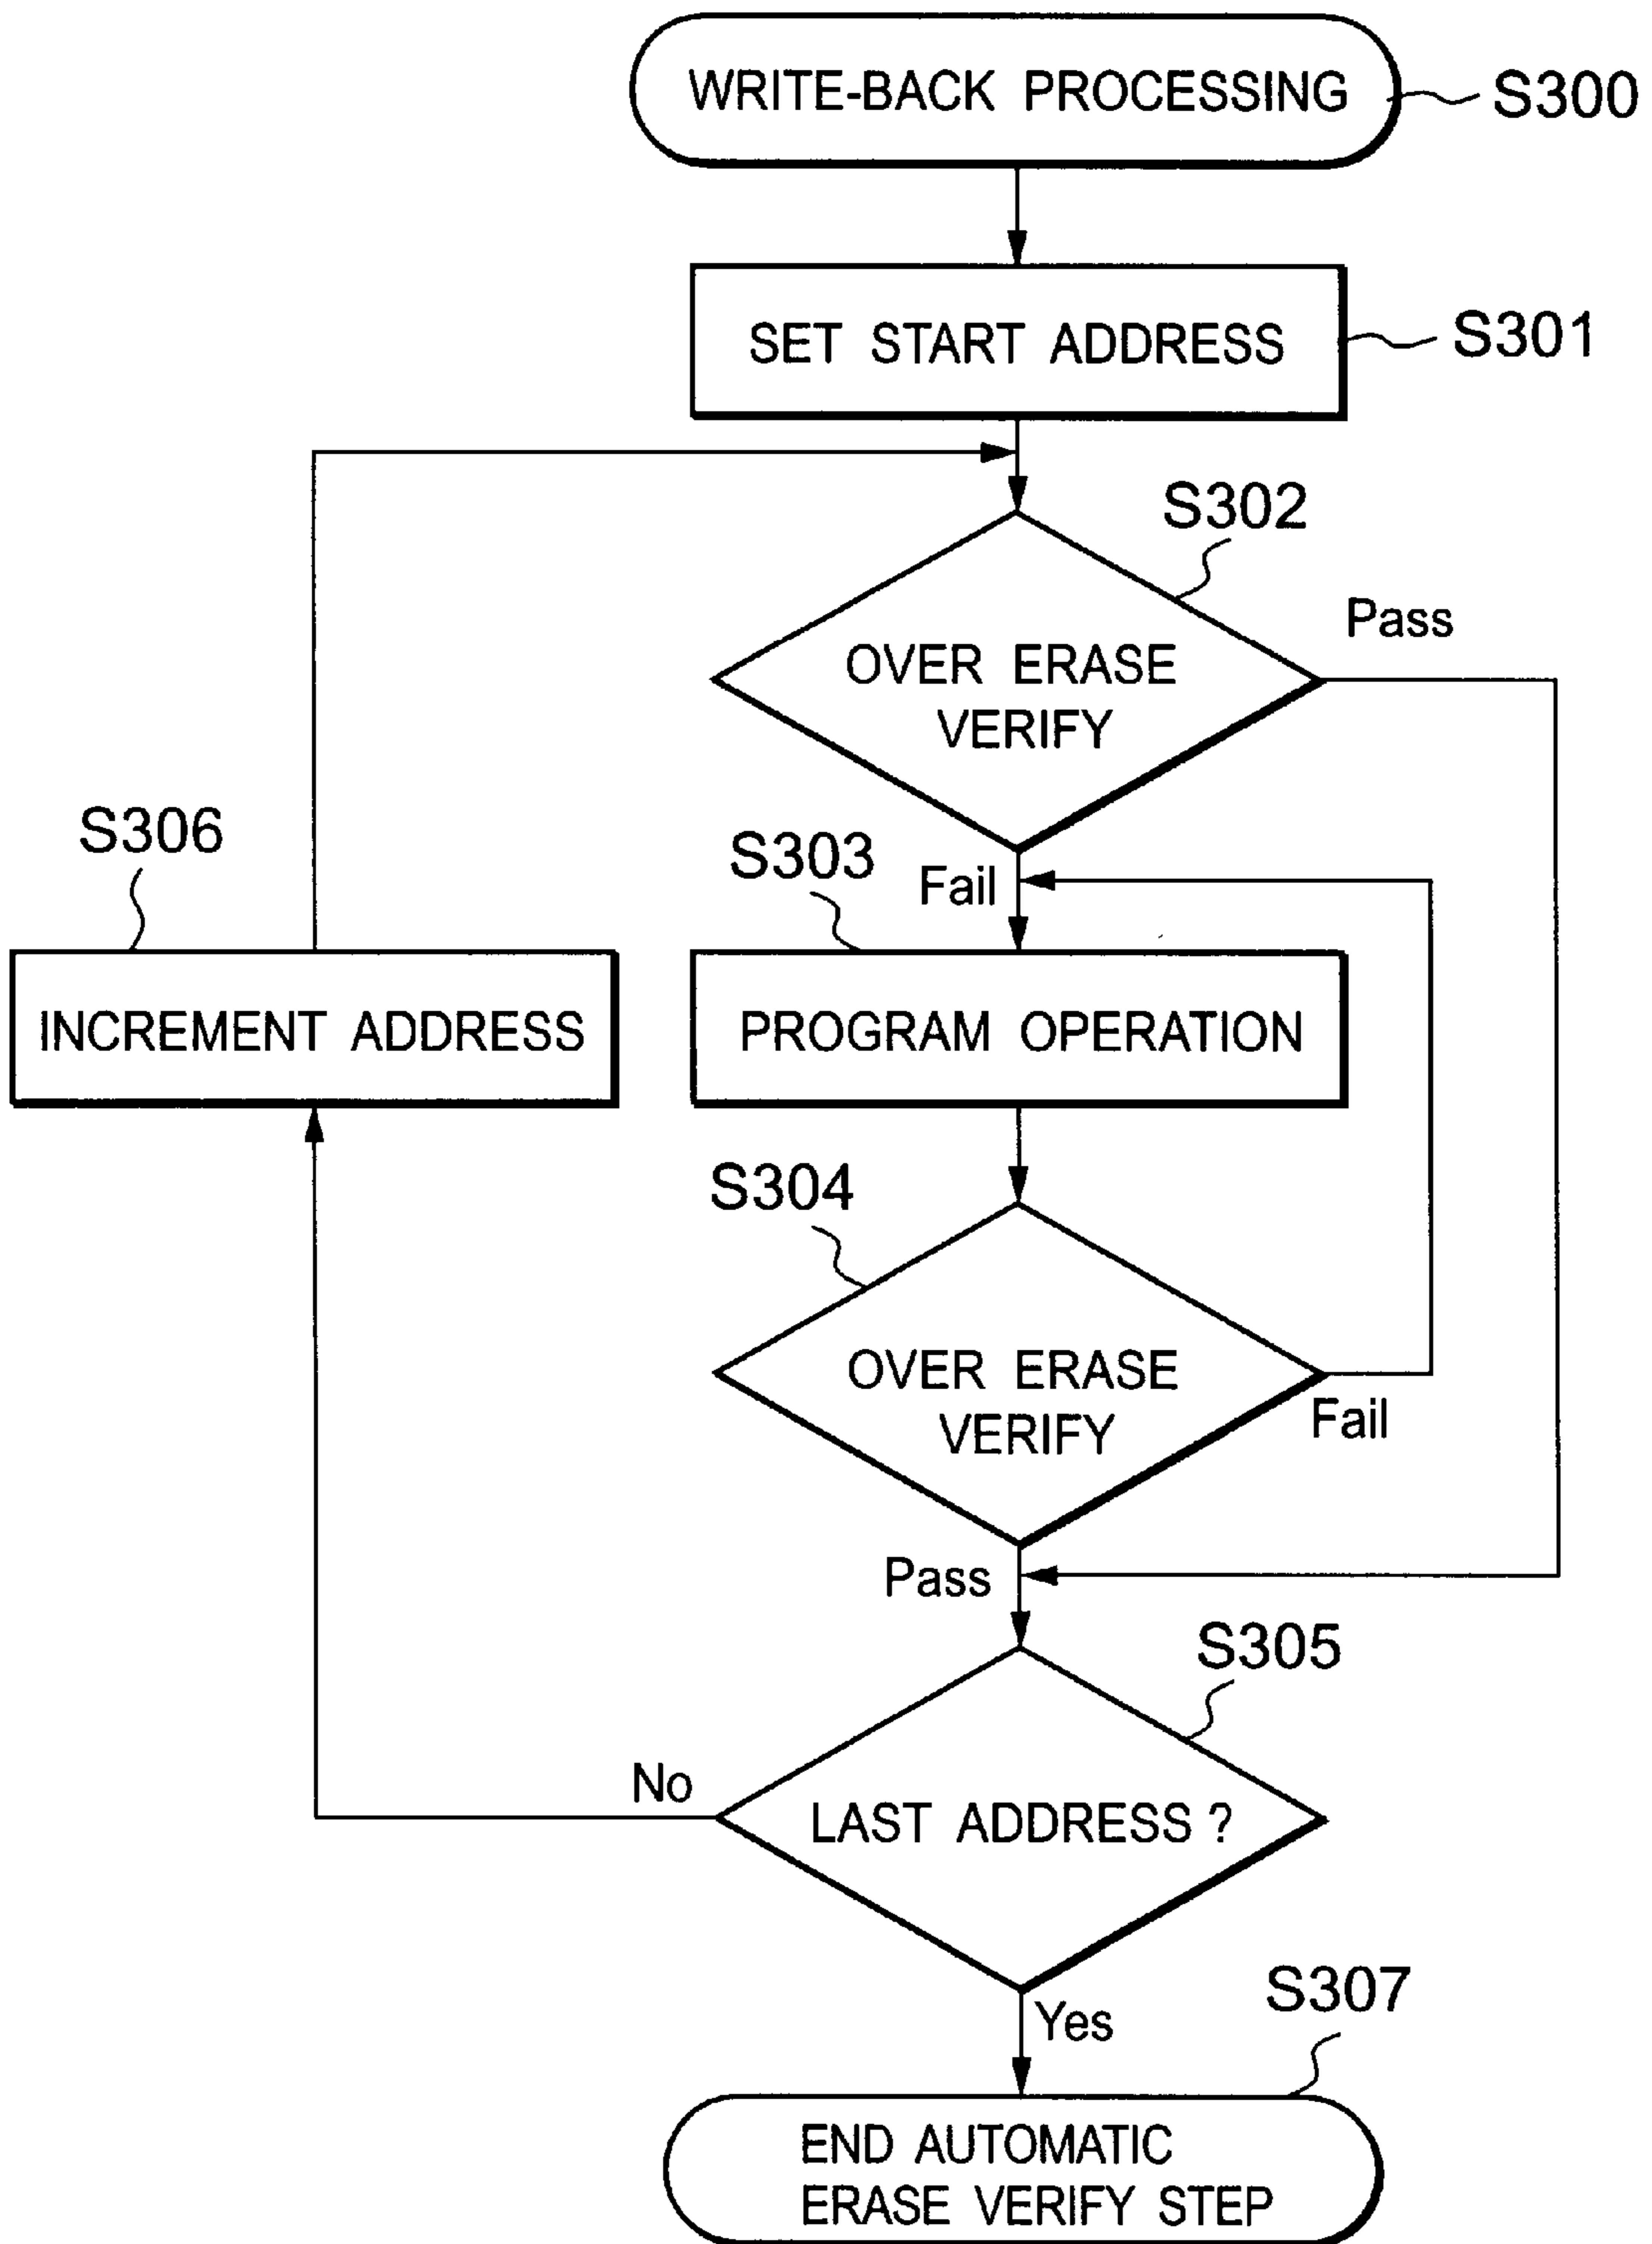 WRITE-BACK PROCESSING
S300
SET START ADDRESS
S301
S302
Pass
OVER ERASE
VERIFY
S306
S303
Fail
INCREMENT ADDRESS
PROGRAM OPERATION
S304
OVER ERASE
VERIFY
Fail
Pass
S305
No
LAST ADDRESS ?
S307
Yes
END AUTOMATIC
ERASE VERIFY STEP